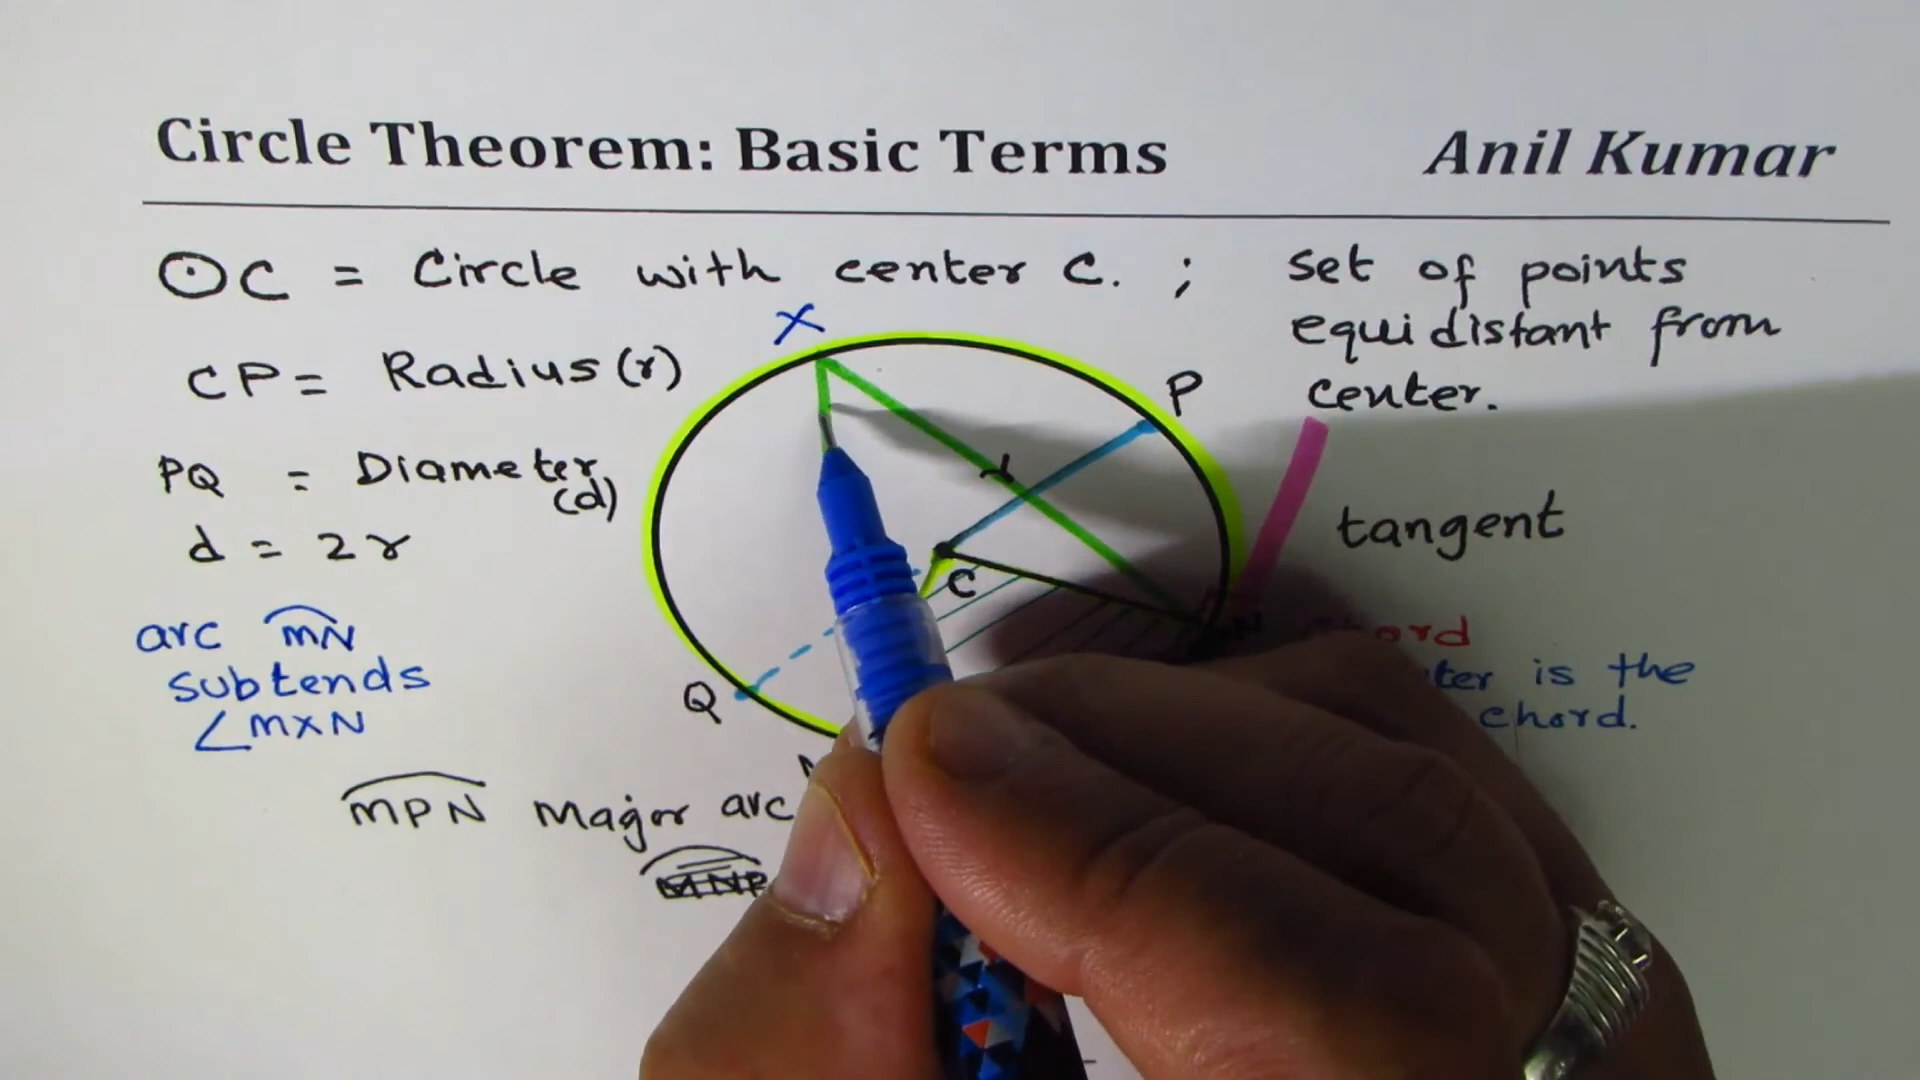 Circle Theorem: Basic Terms Anil Kumar
⊙C = Circle with center C. ; set of points
equidistant from
center.
X
CP = Radius (r)
P
PQ = Diameter
(d)
r
tangent
d = 2r
C
arc MN
subtends
∠MXN
is the
Q
chord.
MPN Major arc